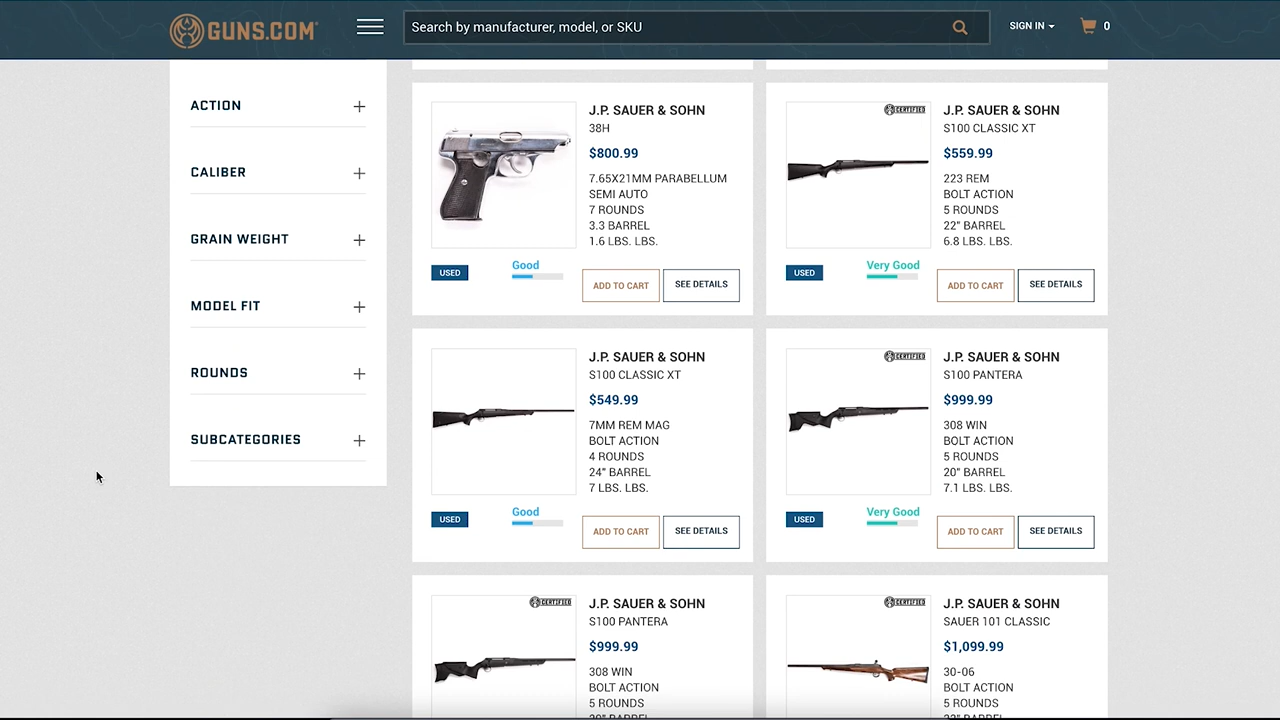 GUNS.COM
Search by manufacturer, model, or SKU
SIGN IN
0
ACTION
CALIBER
GRAIN WEIGHT
MODEL FIT
ROUNDS
SUBCATEGORIES
J.P. SAUER & SOHN
38H
$800.99
7.65X21MM PARABELLUM
SEMI AUTO
7 ROUNDS
3.3 BARREL
1.6 LBS. LBS.
USED
Good
ADD TO CART
SEE DETAILS
CERTIFIED
J.P. SAUER & SOHN
S100 CLASSIC XT
$559.99
223 REM
BOLT ACTION
5 ROUNDS
22" BARREL
6.8 LBS. LBS.
USED
Very Good
ADD TO CART
SEE DETAILS
J.P. SAUER & SOHN
S100 CLASSIC XT
$549.99
7MM REM MAG
BOLT ACTION
4 ROUNDS
24" BARREL
7 LBS. LBS.
USED
Good
ADD TO CART
SEE DETAILS
CERTIFIED
J.P. SAUER & SOHN
S100 PANTERA
$999.99
308 WIN
BOLT ACTION
5 ROUNDS
20" BARREL
7.1 LBS. LBS.
USED
Very Good
ADD TO CART
SEE DETAILS
CERTIFIED
J.P. SAUER & SOHN
S100 PANTERA
$999.99
308 WIN
BOLT ACTION
5 ROUNDS
20" BARREL
CERTIFIED
J.P. SAUER & SOHN
SAUER 101 CLASSIC
$1,099.99
30-06
BOLT ACTION
5 ROUNDS
22" BARREL